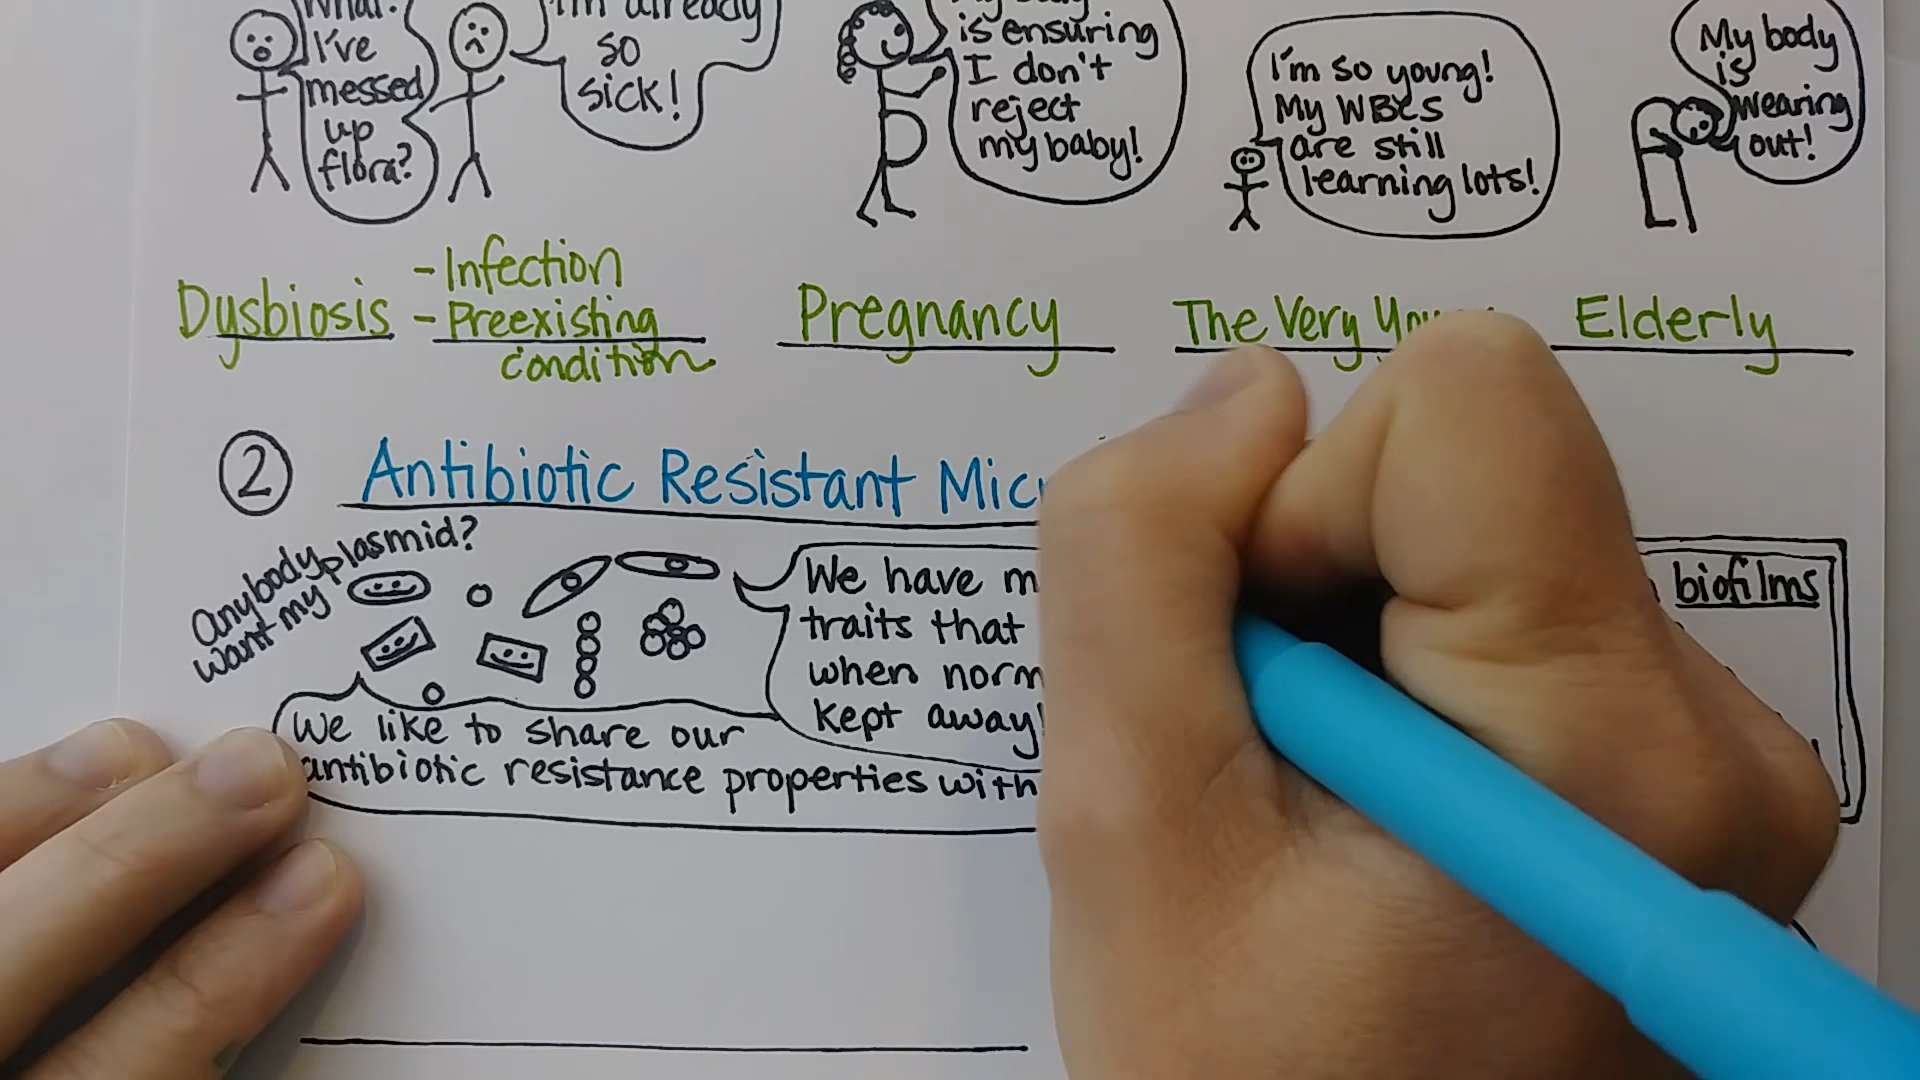 What?
I've
messed
up
flora?
I'm already
so
sick!
is ensuring
I don't
reject
my baby!
I'm so young!
My WBCs
are still
learning lots!
My body
is
wearing
out!
Dysbiosis
- Infection
- Preexisting
condition
Pregnancy
The Very
Elderly
2
Antibiotic Resistant
Anybody
want my
plasmid?
We have
traits that
when
kept away!
We like to share our
antibiotic resistance properties with
biofilms